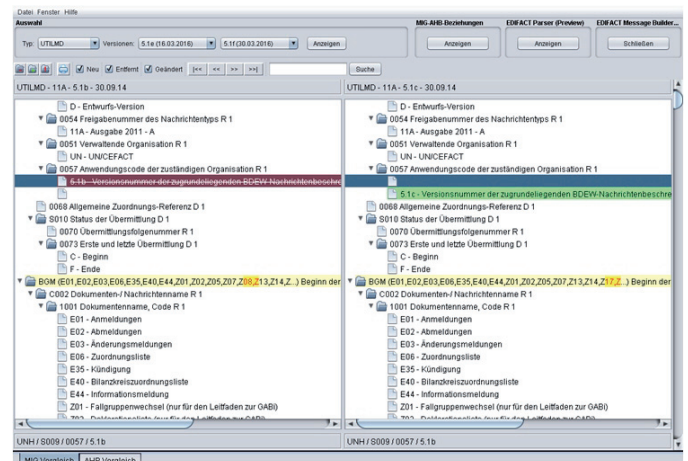 Datei Fenster Hilfe
Auswahl
MIG-AHB-Beziehungen
EDIFACT Parser (Preview)
EDIFACT Message Builder...
Typ: UTILMD Versionen: 5.1e (16.03.2016) 5.1f (30.03.2016) Anzeigen
Anzeigen
Anzeigen
Schließen
Neu Entfernt Geändert |<< << >> >>| Suche
UTILMD - 11A - 5.1b - 30.09.14
D - Entwurfs-Version
0054 Freigabenummer des Nachrichtentyps R 1
11A - Ausgabe 2011 - A
0051 Verwaltende Organisation R 1
UN - UN/CEFACT
0057 Anwendungscode der zuständigen Organisation R 1
5.1b - Versionsnummer der zugrundeliegenden BDEW-Nachrichtenbeschre
0068 Allgemeine Zuordnungs-Referenz D 1
S010 Status der Übermittlung D 1
0070 Übermittlungsfolgenummer R 1
0073 Erste und letzte Übermittlung D 1
C - Beginn
F - Ende
BGM (E01,E02,E03,E06,E35,E40,E44,Z01,Z02,Z05,Z07,Z08,Z13,Z14,Z...) Beginn der
C002 Dokumenten-/ Nachrichtenname R 1
1001 Dokumentenname, Code R 1
E01 - Anmeldungen
E02 - Abmeldungen
E03 - Änderungsmeldungen
E06 - Zuordnungsliste
E35 - Kündigung
E40 - Bilanzkreiszuordnungsliste
E44 - Informationsmeldung
Z01 - Fallgruppenwechsel (nur für den Leitfaden zur GABi)
UNH / S009 / 0057 / 5.1b
UTILMD - 11A - 5.1c - 30.09.14
D - Entwurfs-Version
0054 Freigabenummer des Nachrichtentyps R 1
11A - Ausgabe 2011 - A
0051 Verwaltende Organisation R 1
UN - UN/CEFACT
0057 Anwendungscode der zuständigen Organisation R 1
5.1c - Versionsnummer der zugrundeliegenden BDEW-Nachrichtenbeschre
0068 Allgemeine Zuordnungs-Referenz D 1
S010 Status der Übermittlung D 1
0070 Übermittlungsfolgenummer R 1
0073 Erste und letzte Übermittlung D 1
C - Beginn
F - Ende
BGM (E01,E02,E03,E06,E35,E40,E44,Z01,Z02,Z05,Z07,Z13,Z14,Z17,Z...) Beginn der
C002 Dokumenten-/ Nachrichtenname R 1
1001 Dokumentenname, Code R 1
E01 - Anmeldungen
E02 - Abmeldungen
E03 - Änderungsmeldungen
E06 - Zuordnungsliste
E35 - Kündigung
E40 - Bilanzkreiszuordnungsliste
E44 - Informationsmeldung
Z01 - Fallgruppenwechsel (nur für den Leitfaden zur GABi)
UNH / S009 / 0057 / 5.1b
MIG Vergleich AHB Vergleich